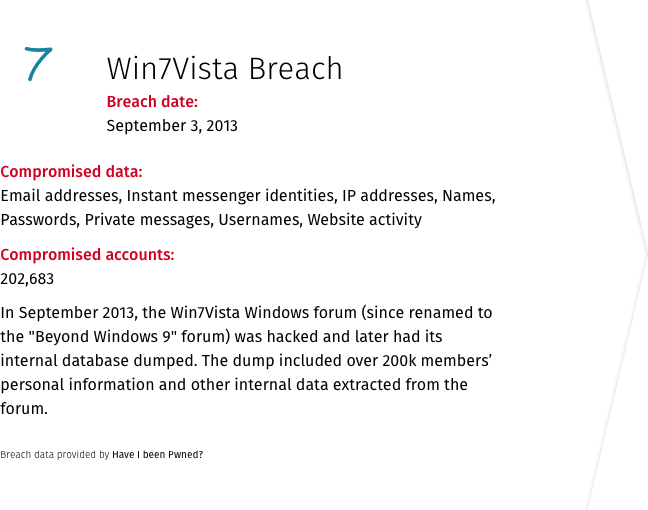 7
Win7Vista Breach
Breach date:
September 3, 2013
Compromised data:
Email addresses, Instant messenger identities, IP addresses, Names,
Passwords, Private messages, Usernames, Website activity
Compromised accounts:
202,683
In September 2013, the Win7Vista Windows forum (since renamed to
the "Beyond Windows 9" forum) was hacked and later had its
internal database dumped. The dump included over 200k members’
personal information and other internal data extracted from the
forum.
Breach data provided by Have I been Pwned?